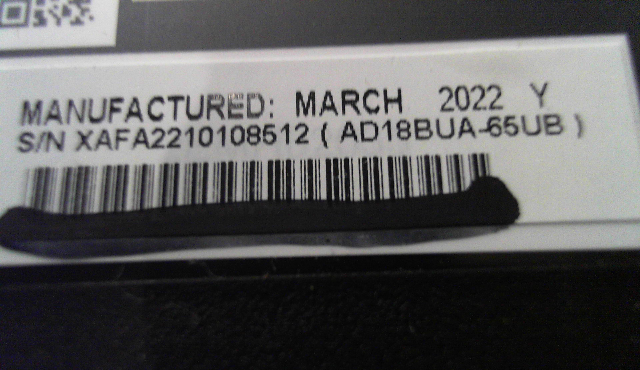 MANUFACTURED: MARCH 2022 Y
S/N XAFA2210108512 ( AD18BUA-65UB )